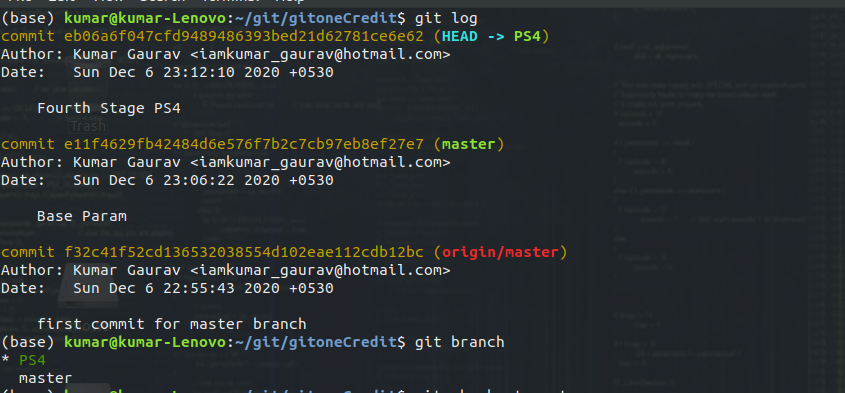 (base) kumar@kumar-Lenovo:~/git/gitoneCredit$ git log
commit eb06a6f047cfd9489486393bed21d62781ce6e62 (HEAD -> PS4)
Author: Kumar Gaurav <iamkumar_gaurav@hotmail.com>
Date:   Sun Dec 6 23:12:10 2020 +0530
Fourth Stage PS4
Trash
commit e11f4629fb42484d6e576f7b2c7cb97eb8ef27e7 (master)
Author: Kumar Gaurav <iamkumar_gaurav@hotmail.com>
Date:   Sun Dec 6 23:06:22 2020 +0530
Base Param
commit f32c41f52cd136532038554d102eae112cdb12bc (origin/master)
Author: Kumar Gaurav <iamkumar_gaurav@hotmail.com>
Date:   Sun Dec 6 22:55:43 2020 +0530
first commit for master branch
(base) kumar@kumar-Lenovo:~/git/gitoneCredit$ git branch
* PS4
master